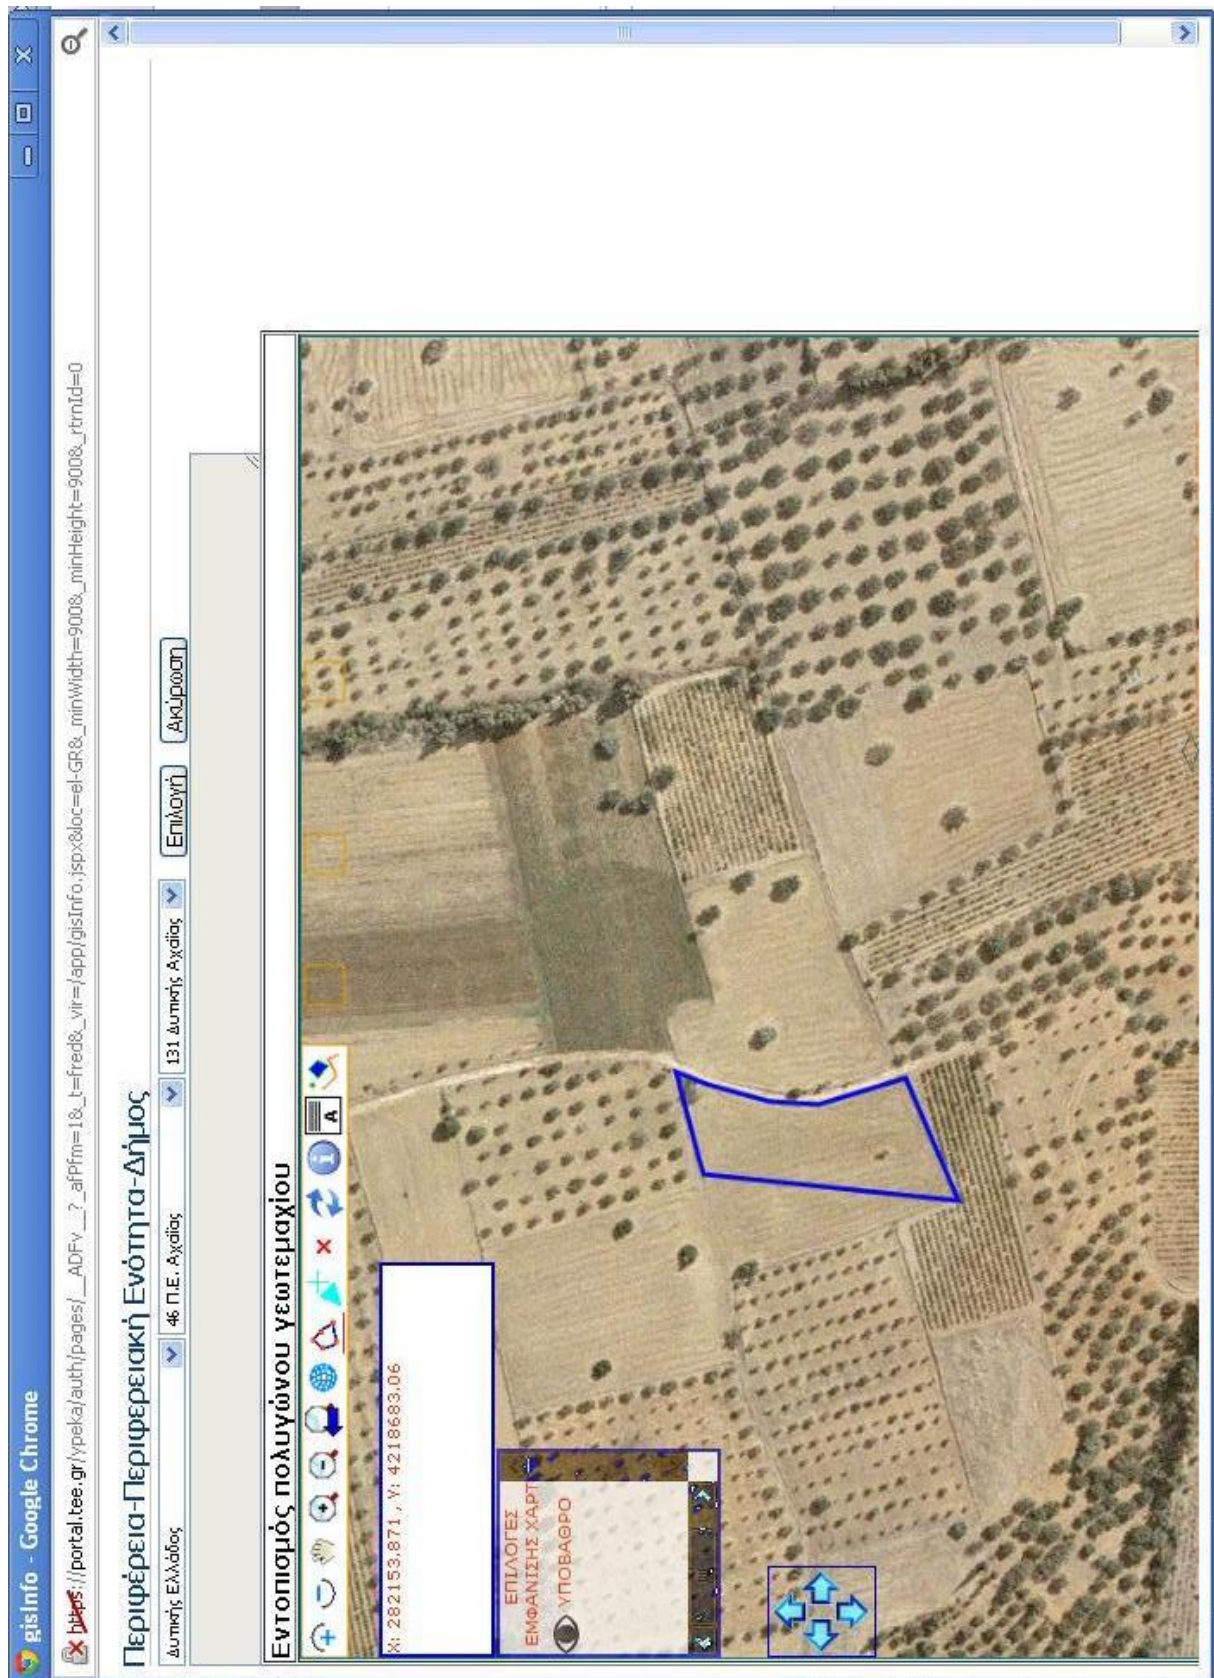 gisInfo - Google Chrome
https://portal.tee.gr/ypeka/auth/pages/__ADFv__?_afPfm=1&_t=fred&_vir=/app/gisInfo.jspx&loc=el-GR&_minWidth=900&_minHeight=900&_rtrnId=0
Περιφέρεια-Περιφερειακή Ενότητα-Δήμος
Δυτικής Ελλάδος 46 Π.Ε. Αχαΐας 131 Δυτικής Αχαΐας Επιλογή Ακύρωση
Εντοπισμός πολυγώνου γεωτεμαχίου
A
X: 282153.871 , Y: 4218683.06
ΕΠΙΛΟΓΕΣ
ΕΜΦΑΝΙΣΗΣ ΧΑΡΤ
ΥΠΟΒΑΘΡΟ